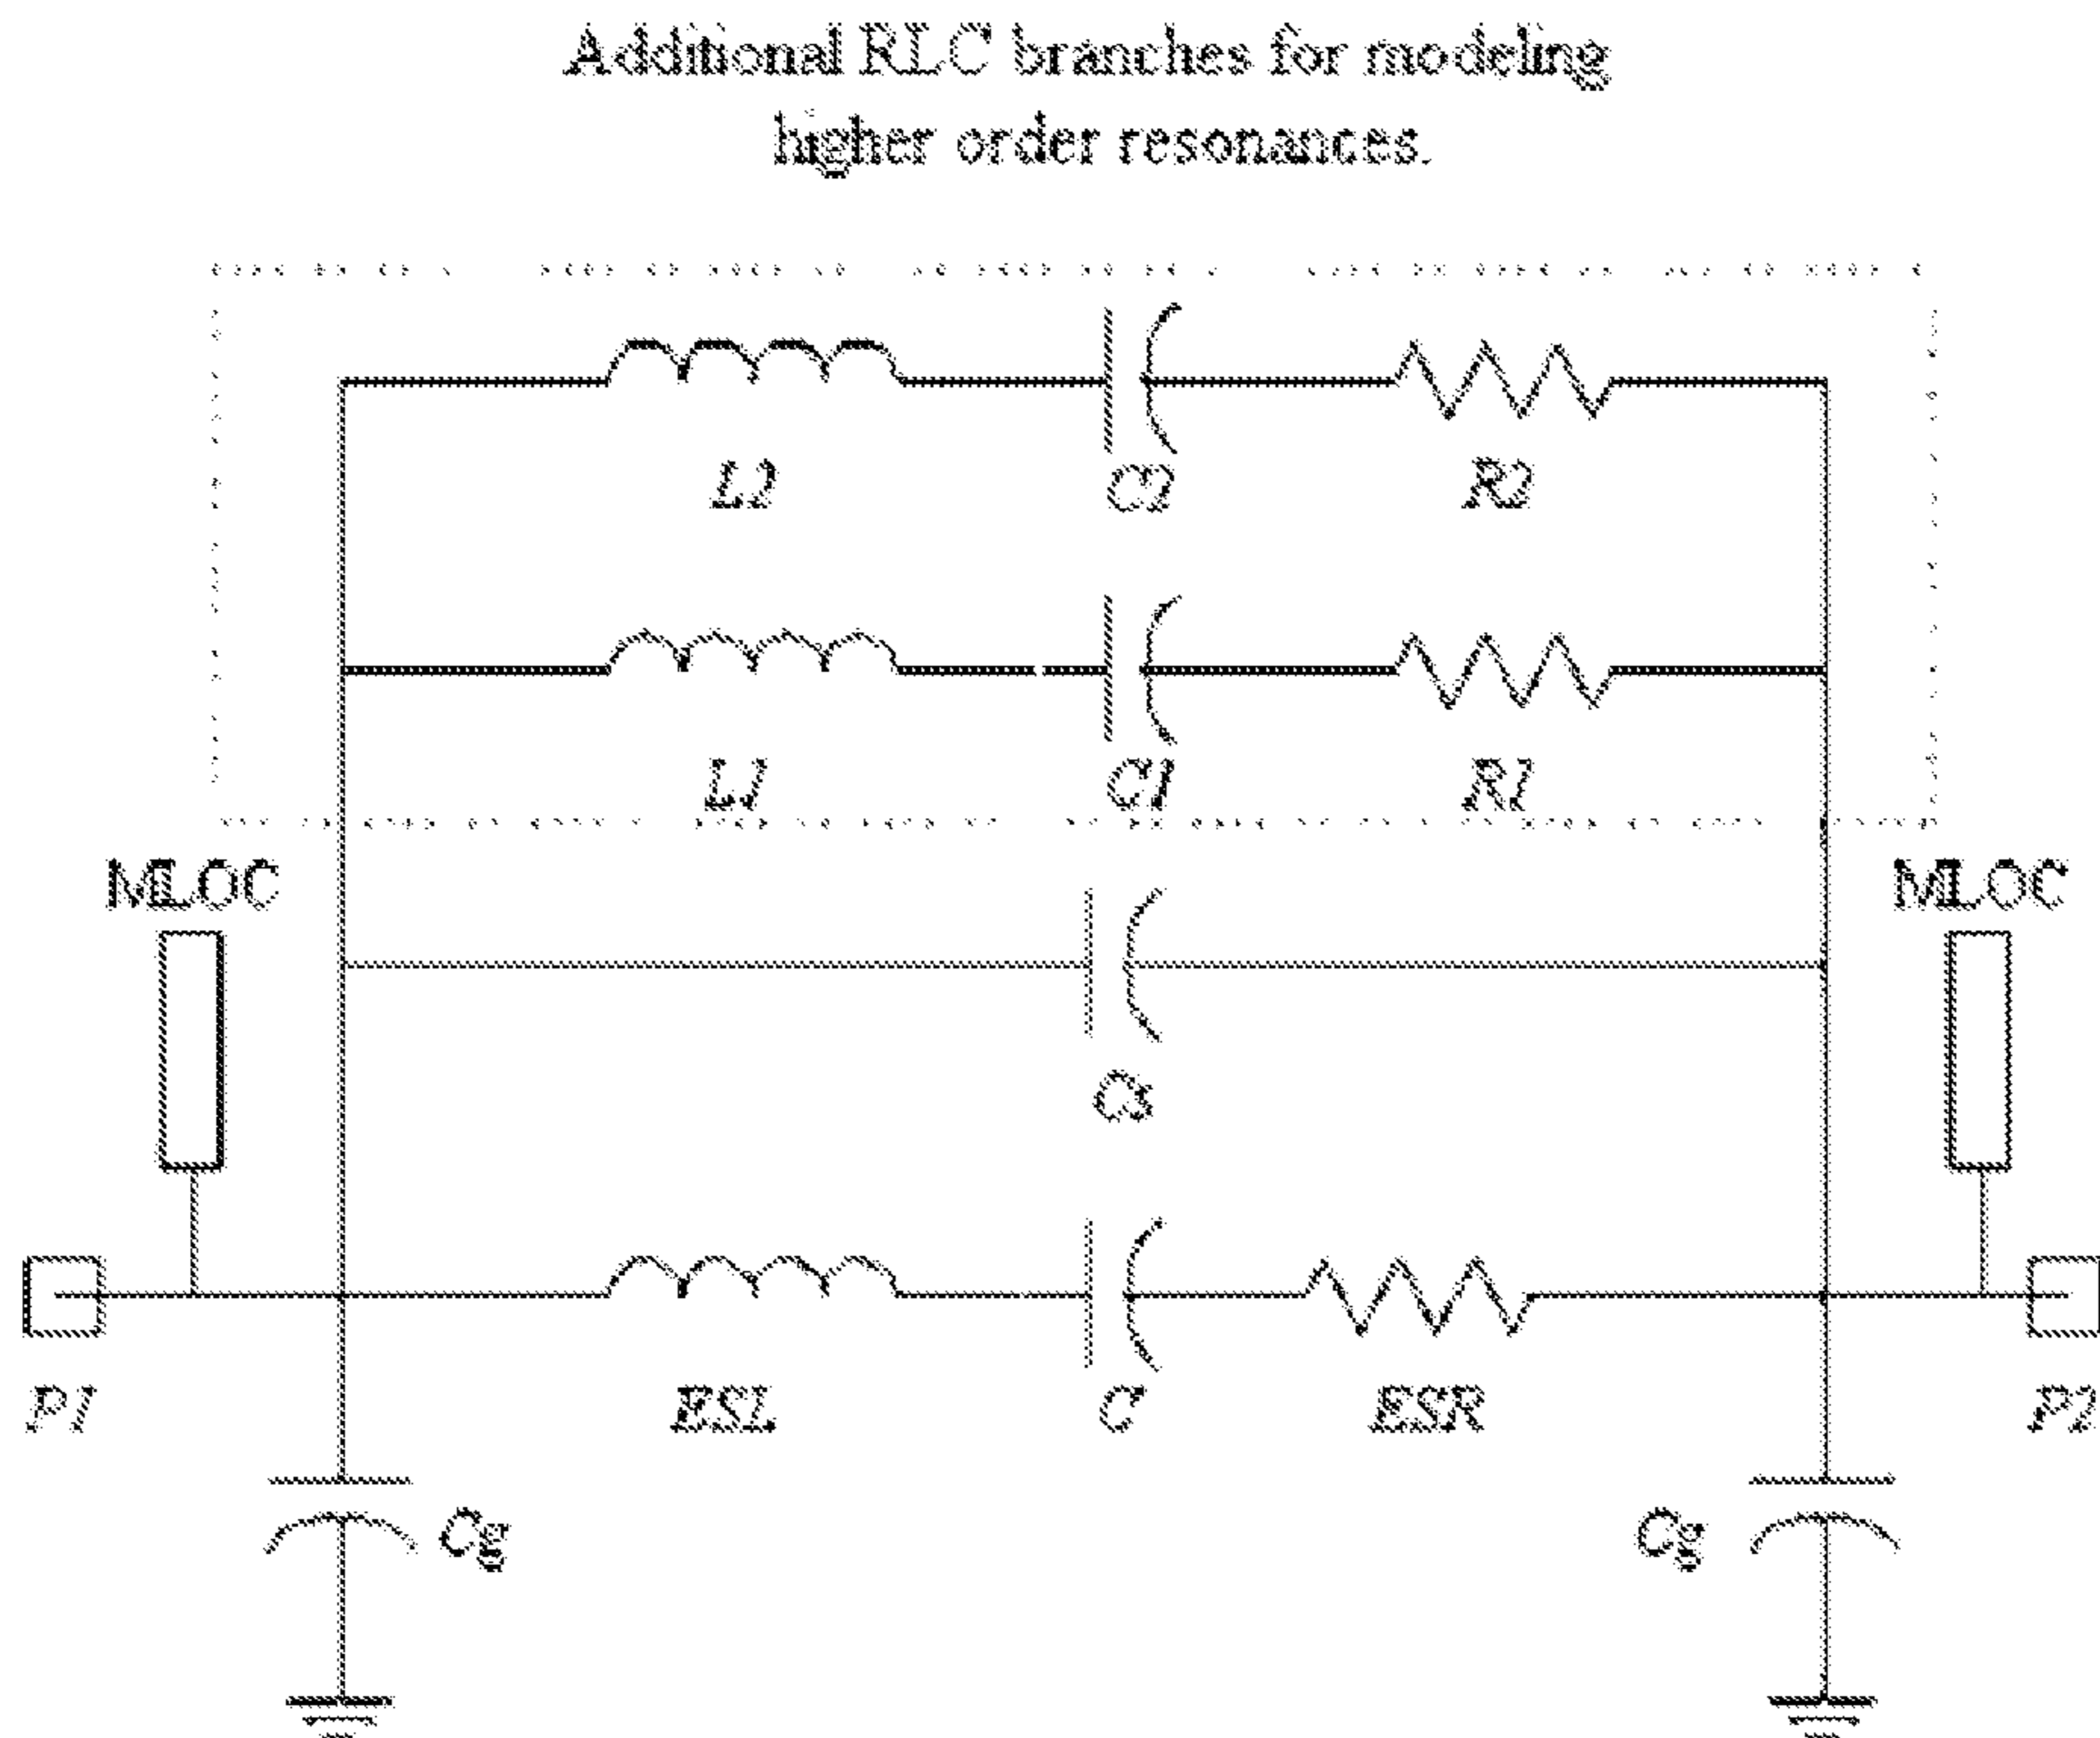 Additional RLC branches for modeling
higher order resonances.
L2 C2 R2
L1 C1 R1
MLOC MLOC
Cs
P1 ESL C ESR P2
Cg Cg